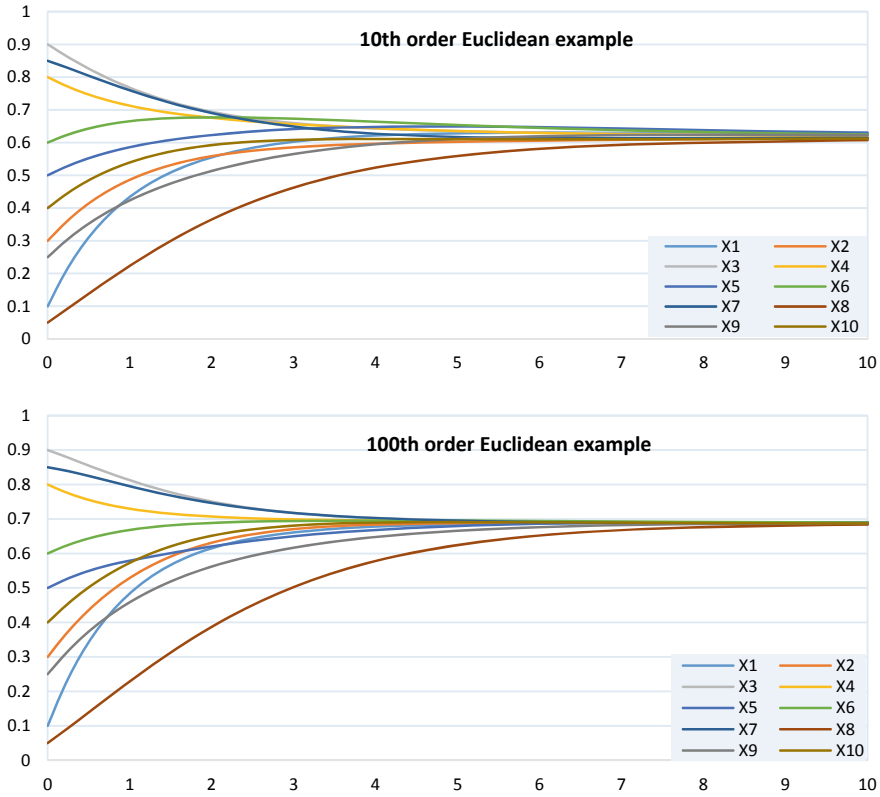 10th order Euclidean example
1
0.9
0.8
0.7
0.6
0.5
0.4
0.3
0.2
0.1
0
X1 X2
X3 X4
X5 X6
X7 X8
X9 X10
0 1 2 3 4 5 6 7 8 9 10
100th order Euclidean example
1
0.9
0.8
0.7
0.6
0.5
0.4
0.3
0.2
0.1
0
X1 X2
X3 X4
X5 X6
X7 X8
X9 X10
0 1 2 3 4 5 6 7 8 9 10